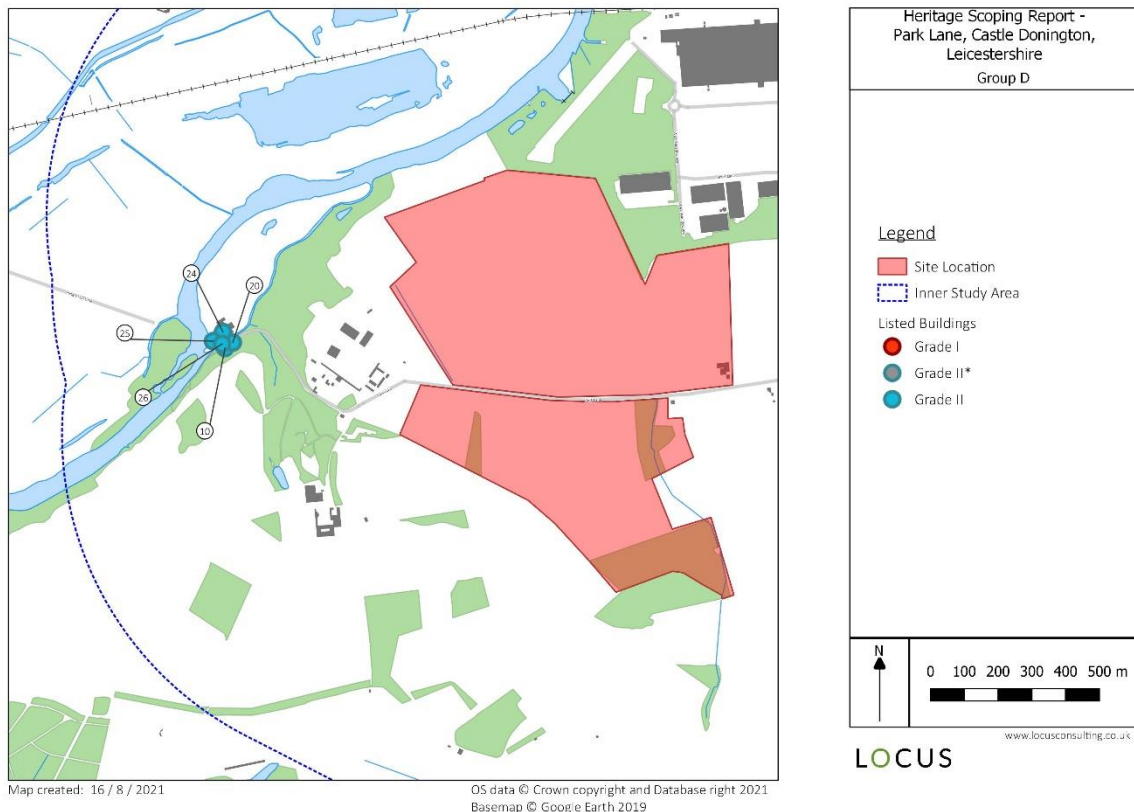 24
20
25
26
10
Map created: 16 / 8 / 2021
OS data © Crown copyright and Database right 2021
Basemap © Google Earth 2019
Heritage Scoping Report -
Park Lane, Castle Donington,
Leicestershire
Group D
Legend
Site Location
Inner Study Area
Listed Buildings
Grade I
Grade II*
Grade II
N
0 100 200 300 400 500 m
www.locusconsulting.co.uk
LOCUS